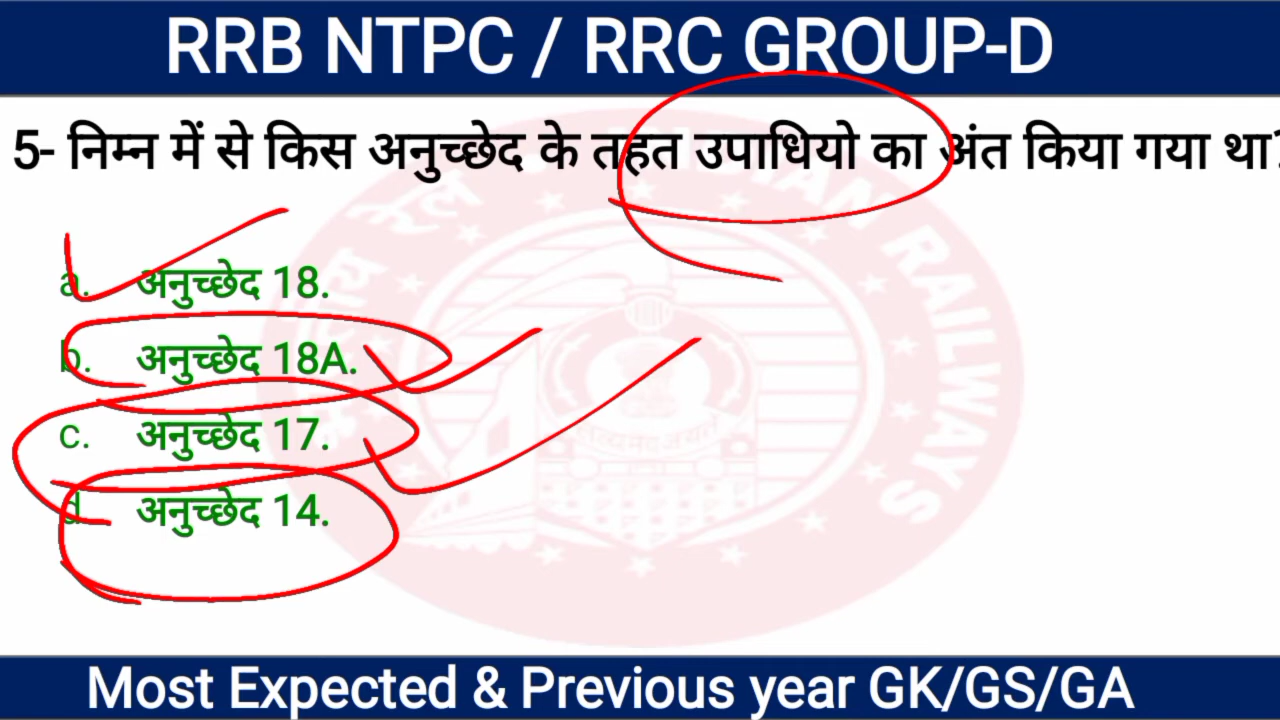 RRB NTPC / RRC GROUP-D
5- निम्न में से किस अनुच्छेद के तहत उपाधियो का अंत किया गया था?
a. अनुच्छेद 18.
b. अनुच्छेद 18A.
c. अनुच्छेद 17.
d. अनुच्छेद 14.
Most Expected & Previous year GK/GS/GA